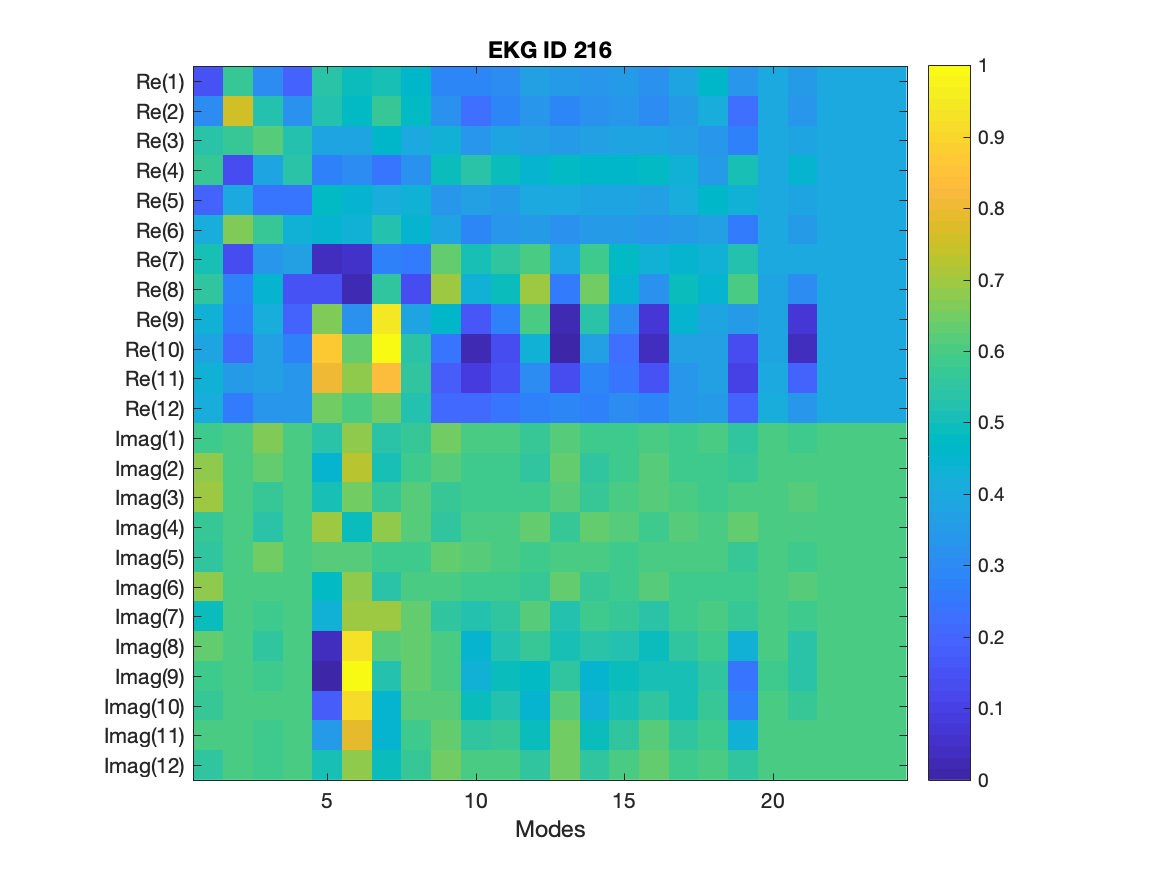 EKG ID 216
Re(1)
Re(2)
Re(3)
Re(4)
Re(5)
Re(6)
Re(7)
Re(8)
Re(9)
Re(10)
Re(11)
Re(12)
Imag(1)
Imag(2)
Imag(3)
Imag(4)
Imag(5)
Imag(6)
Imag(7)
Imag(8)
Imag(9)
Imag(10)
Imag(11)
Imag(12)
5 10 15 20
Modes
1
0.9
0.8
0.7
0.6
0.5
0.4
0.3
0.2
0.1
0